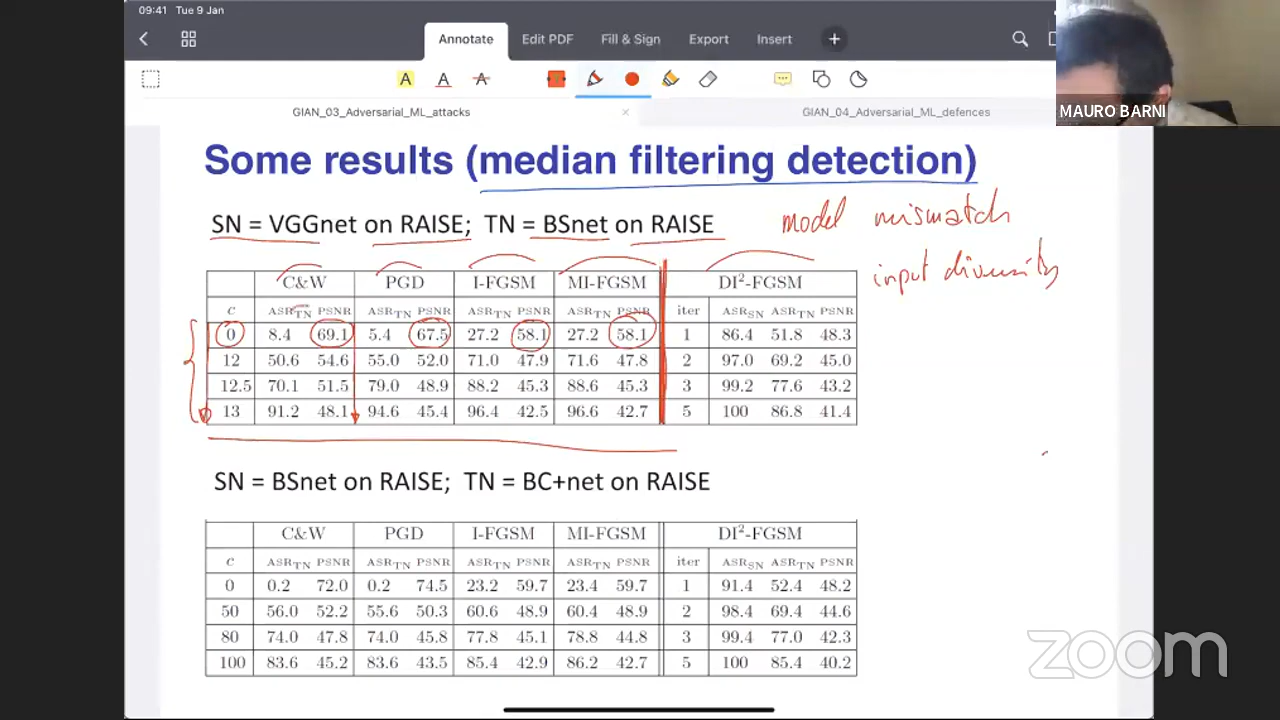 09:41 Tue 9 Jan
Annotate Edit PDF Fill & Sign Export Insert
A A A
GIAN_03_Adversarial_ML_attacks × GIAN_04_Adversarial_ML_defences
MAURO BARNI
Some results (median filtering detection)
SN = VGGnet on RAISE; TN = BSnet on RAISE
model mismatch
input diversity
C&W PGD I-FGSM MI-FGSM DI²-FGSM
c ASR_TN PSNR ASR_TN PSNR ASR_TN PSNR ASR_TN PSNR iter ASR_SN ASR_TN PSNR
0 8.4 69.1 5.4 67.5 27.2 58.1 27.2 58.1 1 86.4 51.8 48.3
12 50.6 54.6 55.0 52.0 71.0 47.9 71.6 47.8 2 97.0 69.2 45.0
12.5 70.1 51.5 79.0 48.9 88.2 45.3 88.6 45.3 3 99.2 77.6 43.2
13 91.2 48.1 94.6 45.4 96.4 42.5 96.6 42.7 5 100 86.8 41.4
SN = BSnet on RAISE; TN = BC+net on RAISE
C&W PGD I-FGSM MI-FGSM DI²-FGSM
c ASR_TN PSNR ASR_TN PSNR ASR_TN PSNR ASR_TN PSNR iter ASR_SN ASR_TN PSNR
0 0.2 72.0 0.2 74.5 23.2 59.7 23.4 59.7 1 91.4 52.4 48.2
50 56.0 52.2 55.6 50.3 60.6 48.9 60.4 48.9 2 98.4 69.4 44.6
80 74.0 47.8 74.0 45.8 77.8 45.1 78.8 44.8 3 99.4 77.0 42.3
100 83.6 45.2 83.6 43.5 85.4 42.9 86.2 42.7 5 100 85.4 40.2
zoom